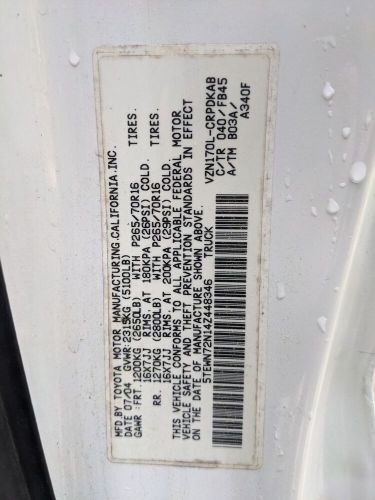 MFD.BY TOYOTA MOTOR MANUFACTURING.CALIFORNIA.INC.
DATE 07/04 GVWR:2315KG (5100LB)
GAWR: FRT.1200KG (2650LB) WITH P265/70R16 TIRES.
16X7JJ RIMS. AT 180KPA (26PSI) COLD.
RR. 1270KG (2800LB) WITH P265/70R16 TIRES.
16X7JJ RIMS. AT 200KPA (29PSI) COLD.
THIS VEHICLE CONFORMS TO ALL APPLICABLE FEDERAL MOTOR
VEHICLE SAFETY AND THEFT PREVENTION STANDARDS IN EFFECT
ON THE DATE OF MANUFACTURE SHOWN ABOVE.
5TEWN72N142448346 TRUCK
VZN170L-CRPDKAB
C/TR 040/FB45
A/TM B03A/
A340F